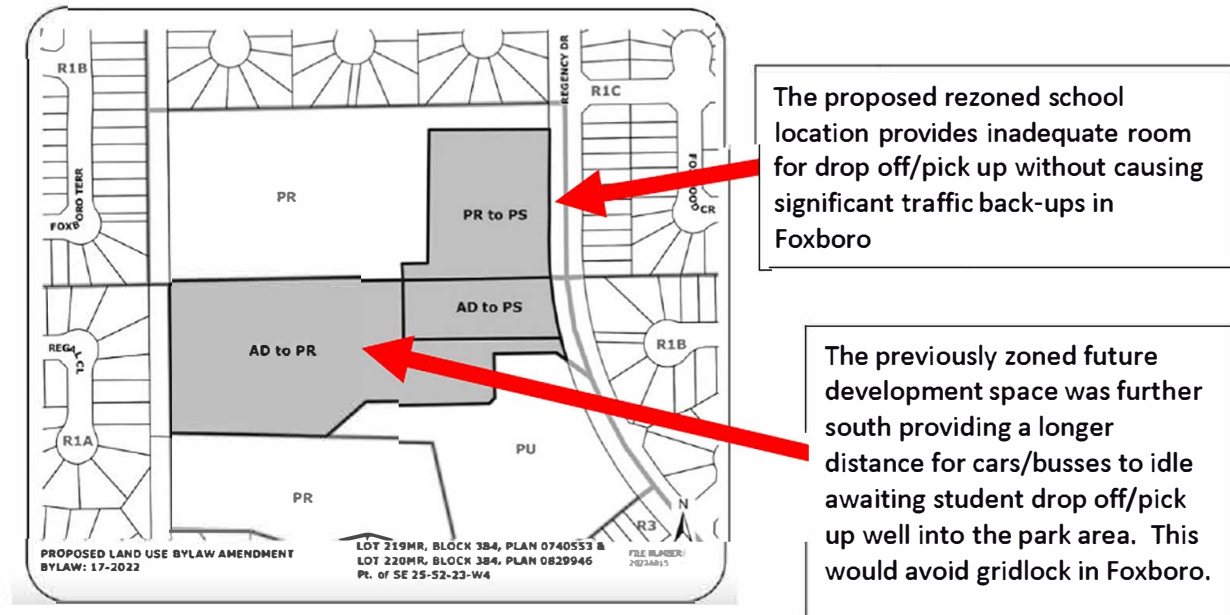 R1B
REGENCY DR
R1C
FOXBORO TERR
CR
PR
PR to PS
AD to PS
AD to PR
R1B
REGAL CL
R1A
PU
PR
R3
N
PROPOSED LAND USE BYLAW AMENDMENT
BYLAW: 17-2022
LOT 219MR, BLOCK 384, PLAN 0740553 &
LOT 220MR, BLOCK 384, PLAN 0829946
Pt. of SE 25-52-23-W4
FILE NUMBER:
The proposed rezoned school
location provides inadequate room
for drop off/pick up without causing
significant traffic back-ups in
Foxboro
The previously zoned future
development space was further
south providing a longer
distance for cars/busses to idle
awaiting student drop off/pick
up well into the park area.  This
would avoid gridlock in Foxboro.